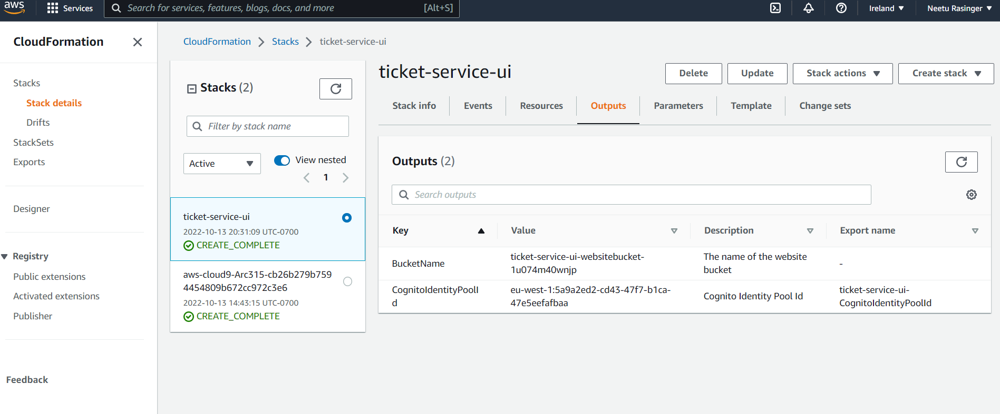 aws
Services
Search for services, features, blogs, docs, and more
[Alt+S]
Ireland
Neetu Rasinger
CloudFormation
Stacks
Stack details
Drifts
StackSets
Exports
Designer
Registry
Public extensions
Activated extensions
Publisher
Feedback
CloudFormation
Stacks
ticket-service-ui
Stacks (2)
Filter by stack name
Active
View nested
1
ticket-service-ui
2022-10-13 20:31:09 UTC-0700
CREATE_COMPLETE
aws-cloud9-Arc315-cb26b279b759
4454809b672cc972c3e6
2022-10-13 14:43:15 UTC-0700
CREATE_COMPLETE
ticket-service-ui
Delete
Update
Stack actions
Create stack
Stack info
Events
Resources
Outputs
Parameters
Template
Change sets
Outputs (2)
Search outputs
Key
Value
Description
Export name
BucketName
ticket-service-ui-websitebucket-
1u074m40wnjp
The name of the website
bucket
-
CognitoIdentityPoolI
d
eu-west-1:5a9a2ed2-cd43-47f7-b1ca-
47e5eefafbaa
Cognito Identity Pool Id
ticket-service-ui-
CognitoIdentityPoolId